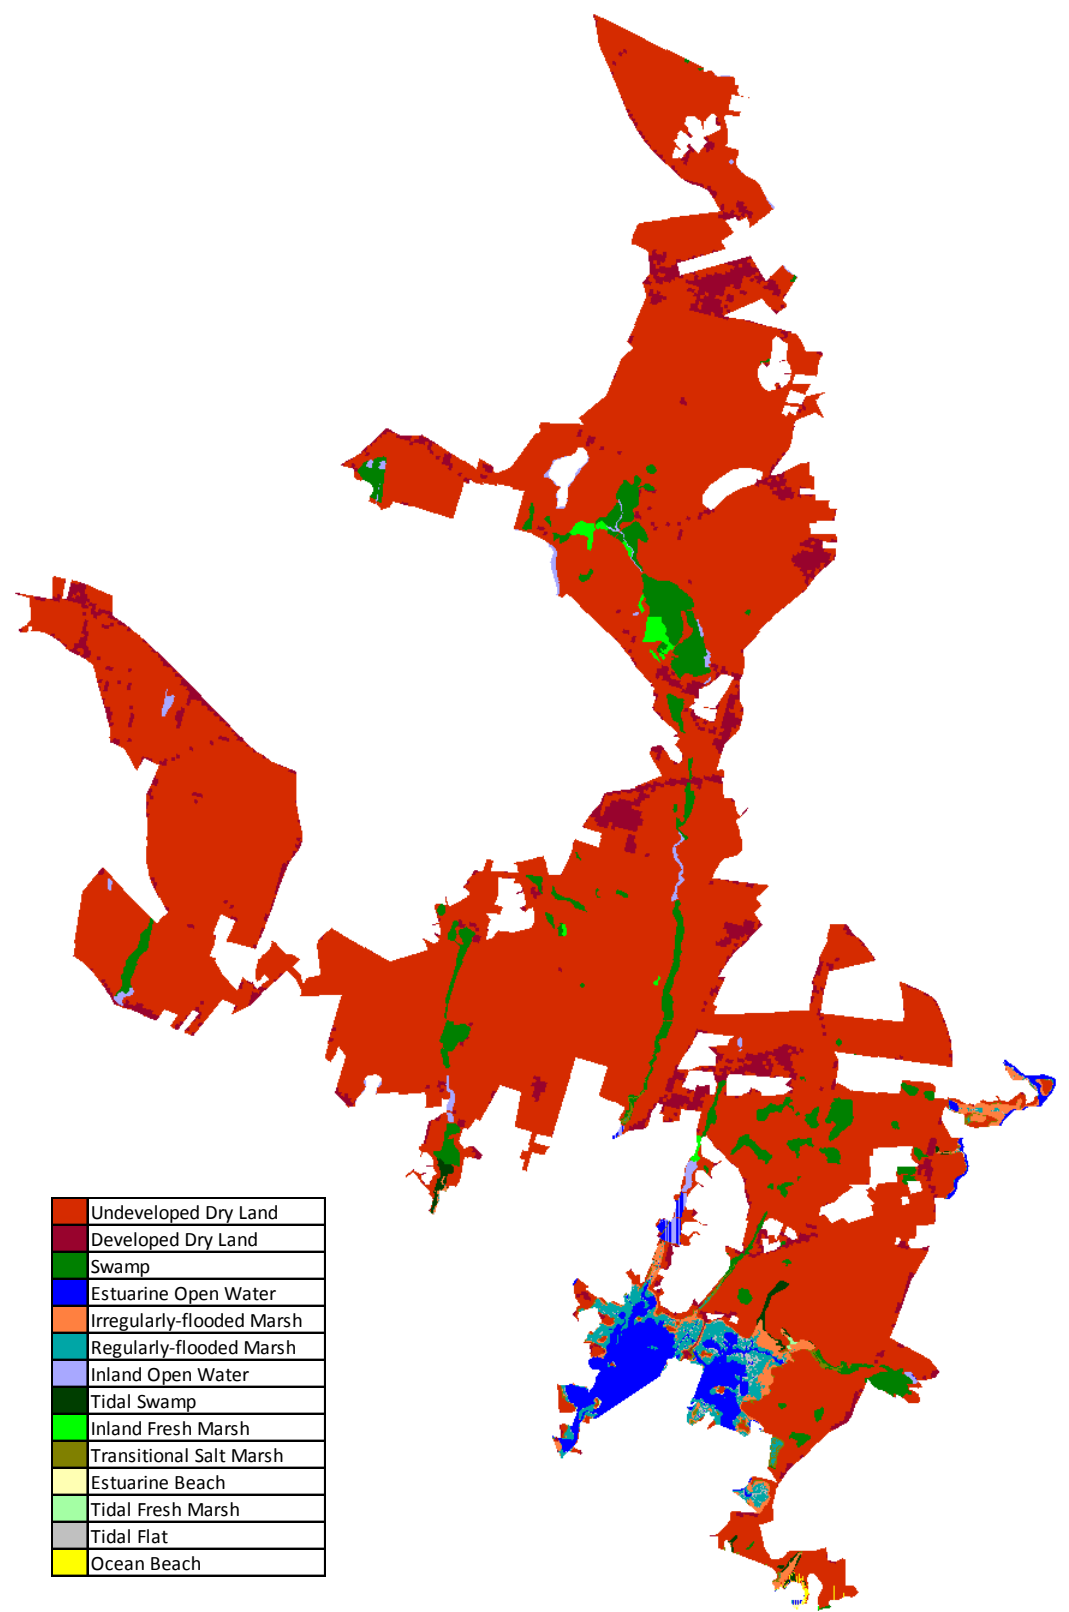 Undeveloped Dry Land
Developed Dry Land
Swamp
Estuarine Open Water
Irregularly-flooded Marsh
Regularly-flooded Marsh
Inland Open Water
Tidal Swamp
Inland Fresh Marsh
Transitional Salt Marsh
Estuarine Beach
Tidal Fresh Marsh
Tidal Flat
Ocean Beach